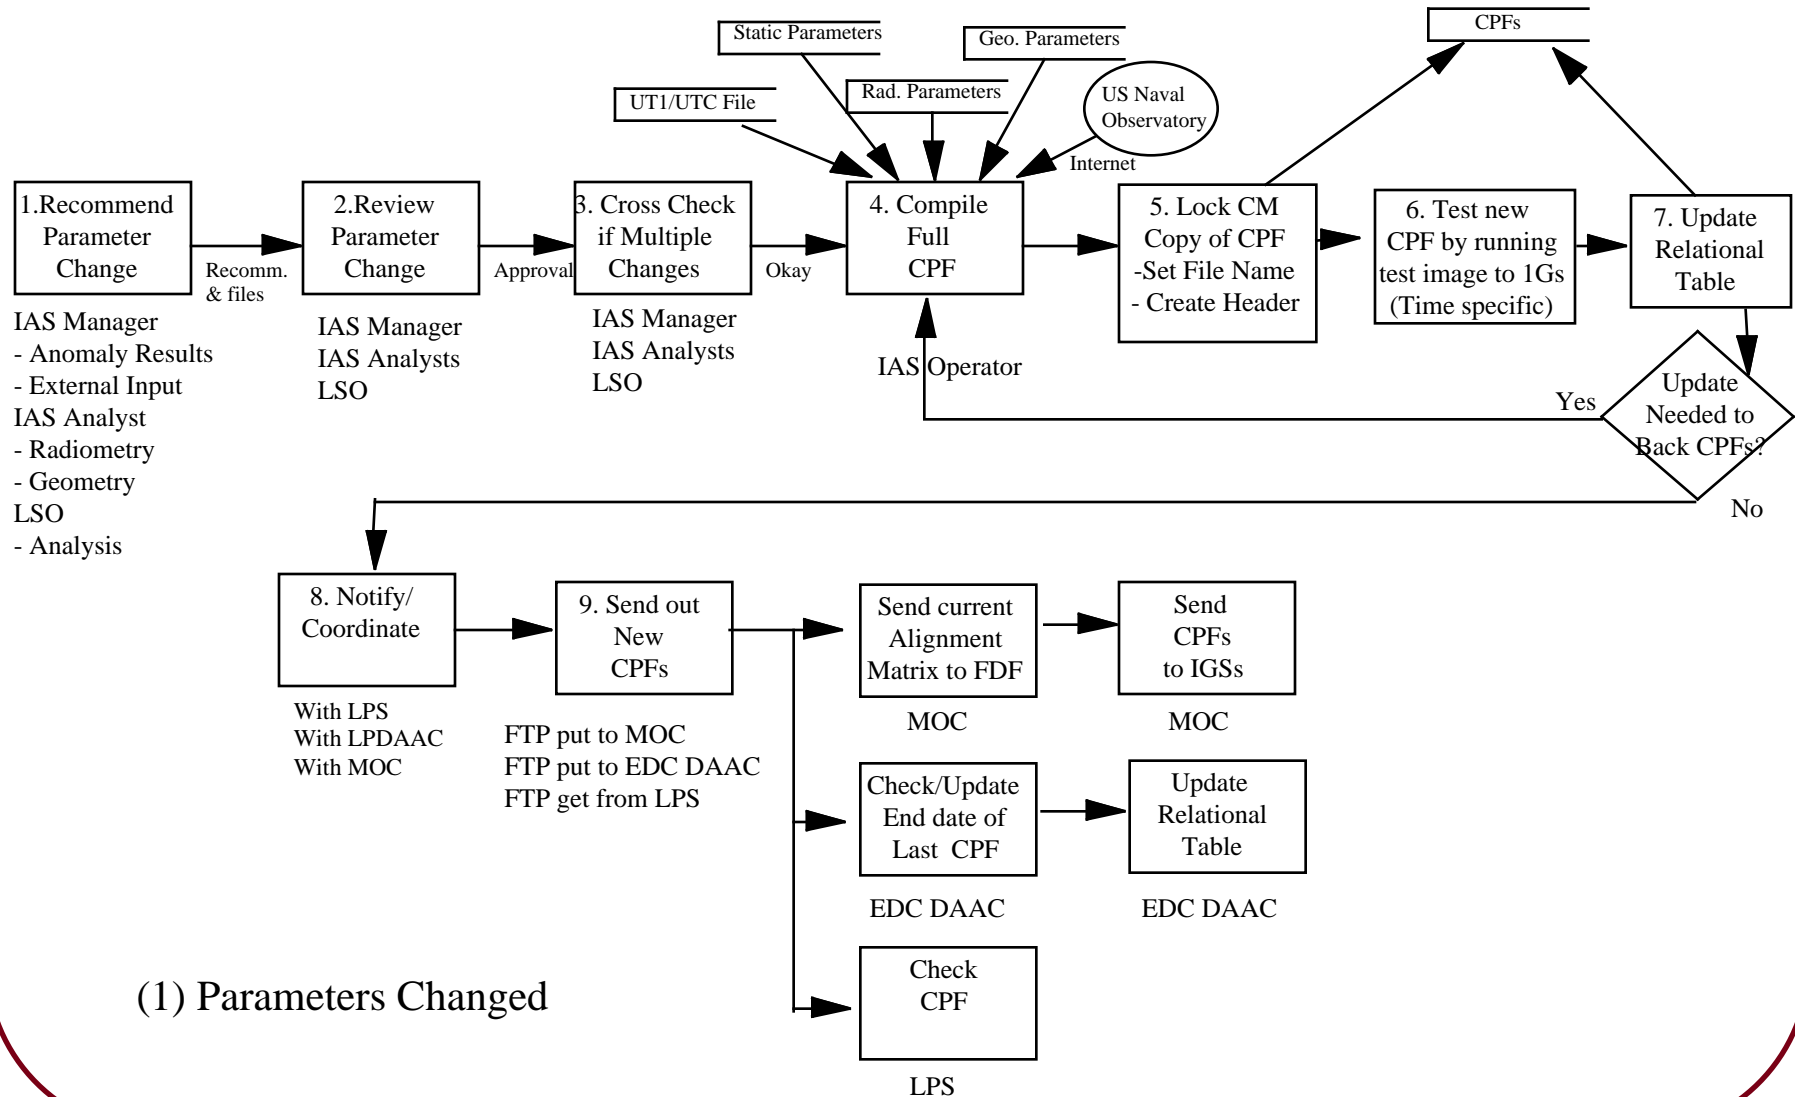 Static Parameters
Geo. Parameters
CPFs
UT1/UTC File
Rad. Parameters
US Naval
Observatory
Internet
1.Recommend
Parameter
Change
Recomm.
& files
2.Review
Parameter
Change
Approval
3. Cross Check
if Multiple
Changes
Okay
4. Compile
Full
CPF
5. Lock CM
Copy of CPF
-Set File Name
- Create Header
6. Test new
CPF by running
test image to 1Gs
(Time specific)
7. Update
Relational
Table
IAS Manager
- Anomaly Results
- External Input
IAS Analyst
- Radiometry
- Geometry
LSO
- Analysis
IAS Manager
IAS Analysts
LSO
IAS Manager
IAS Analysts
LSO
IAS Operator
Yes
Update
Needed to
Back CPFs?
No
8. Notify/
Coordinate
With LPS
With LPDAAC
With MOC
9. Send out
New
CPFs
FTP put to MOC
FTP put to EDC DAAC
FTP get from LPS
Send current
Alignment
Matrix to FDF
MOC
Send
CPFs
to IGSs
MOC
Check/Update
End date of
Last CPF
EDC DAAC
Update
Relational
Table
EDC DAAC
Check
CPF
LPS
(1) Parameters Changed